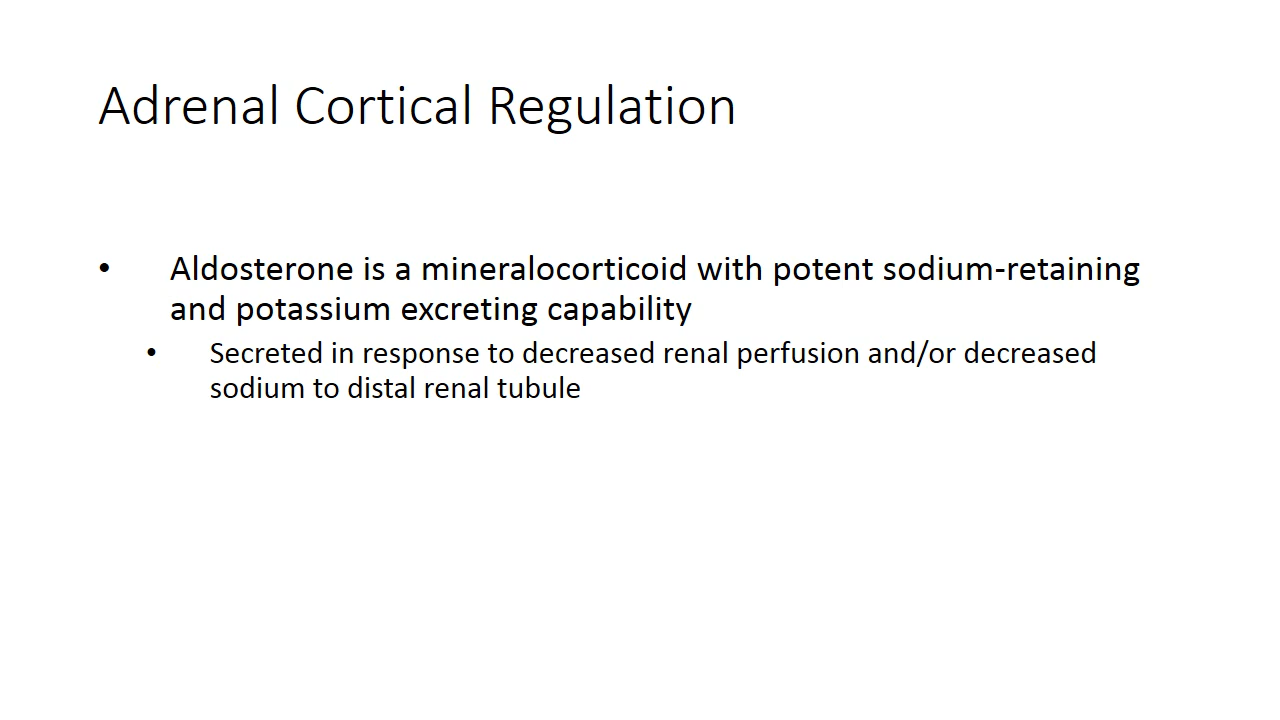 Adrenal Cortical Regulation
• Aldosterone is a mineralocorticoid with potent sodium-retaining
and potassium excreting capability
• Secreted in response to decreased renal perfusion and/or decreased
sodium to distal renal tubule